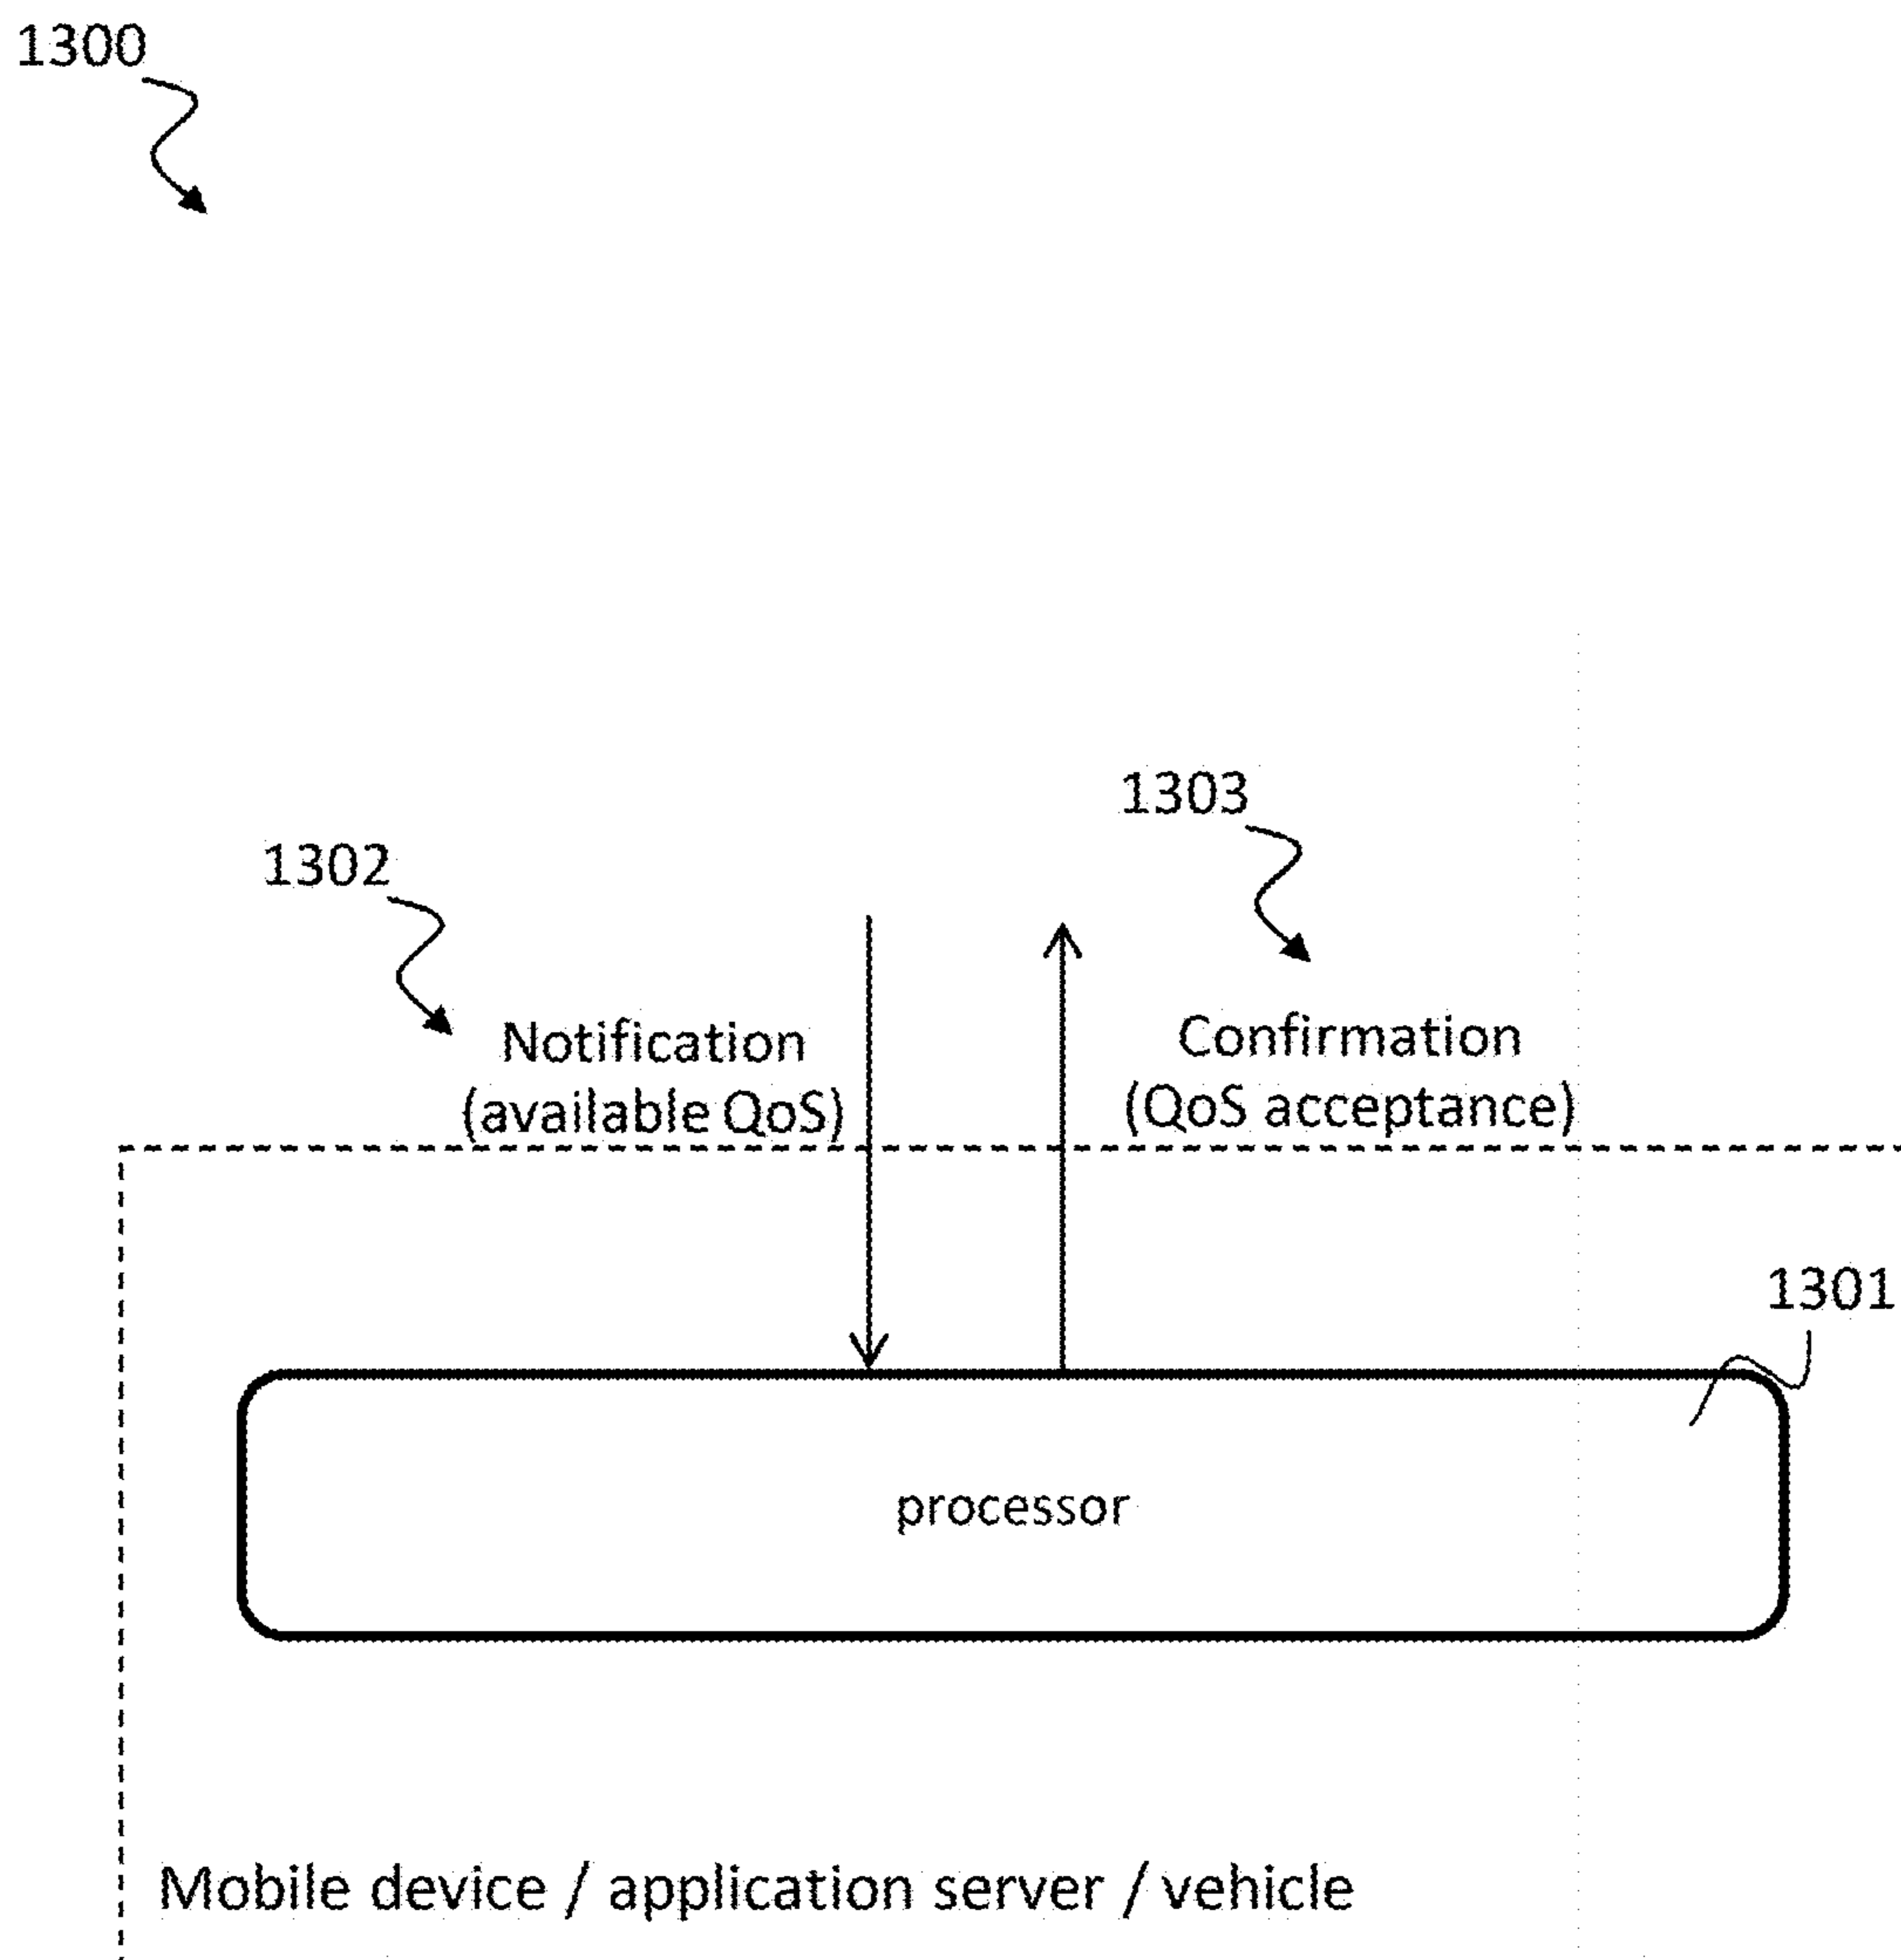 1300
1303
1302
Notification
(available QoS)
Confirmation
(QoS acceptance)
1301
processor
Mobile device / application server / vehicle